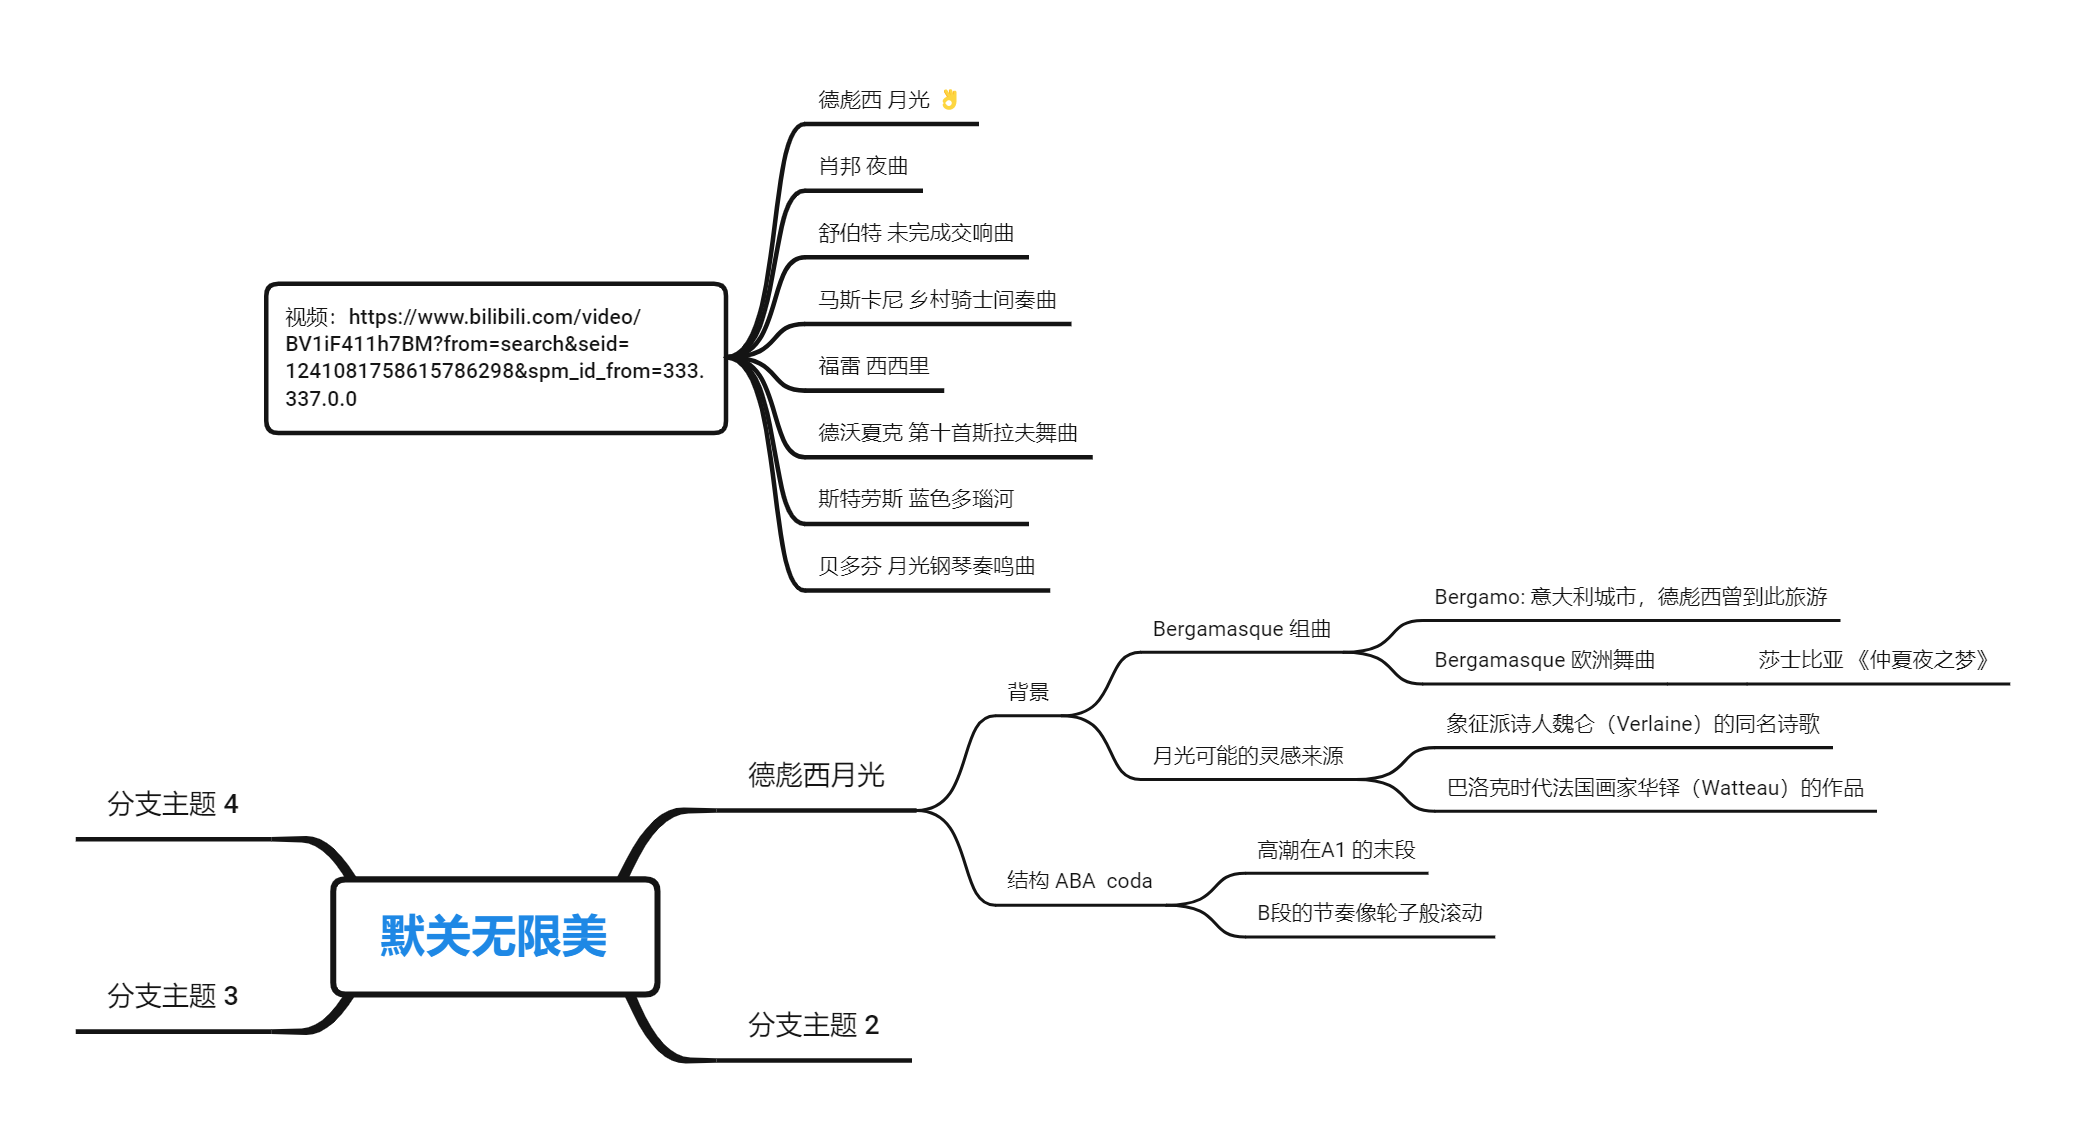 德彪西 月光 👌
肖邦 夜曲
舒伯特 未完成交响曲
马斯卡尼 乡村骑士间奏曲
福雷 西西里
德沃夏克 第十首斯拉夫舞曲
斯特劳斯 蓝色多瑙河
贝多芬 月光钢琴奏鸣曲
视频：https://www.bilibili.com/video/
BV1iF411h7BM?from=search&seid=
1241081758615786298&spm_id_from=333.
337.0.0
默关无限美
德彪西月光
背景
Bergamasque 组曲
Bergamo: 意大利城市，德彪西曾到此旅游
Bergamasque 欧洲舞曲
莎士比亚 《仲夏夜之梦》
月光可能的灵感来源
象征派诗人魏仑（Verlaine）的同名诗歌
巴洛克时代法国画家华铎（Watteau）的作品
结构 ABA  coda
高潮在A1 的末段
B段的节奏像轮子般滚动
分支主题 2
分支主题 3
分支主题 4